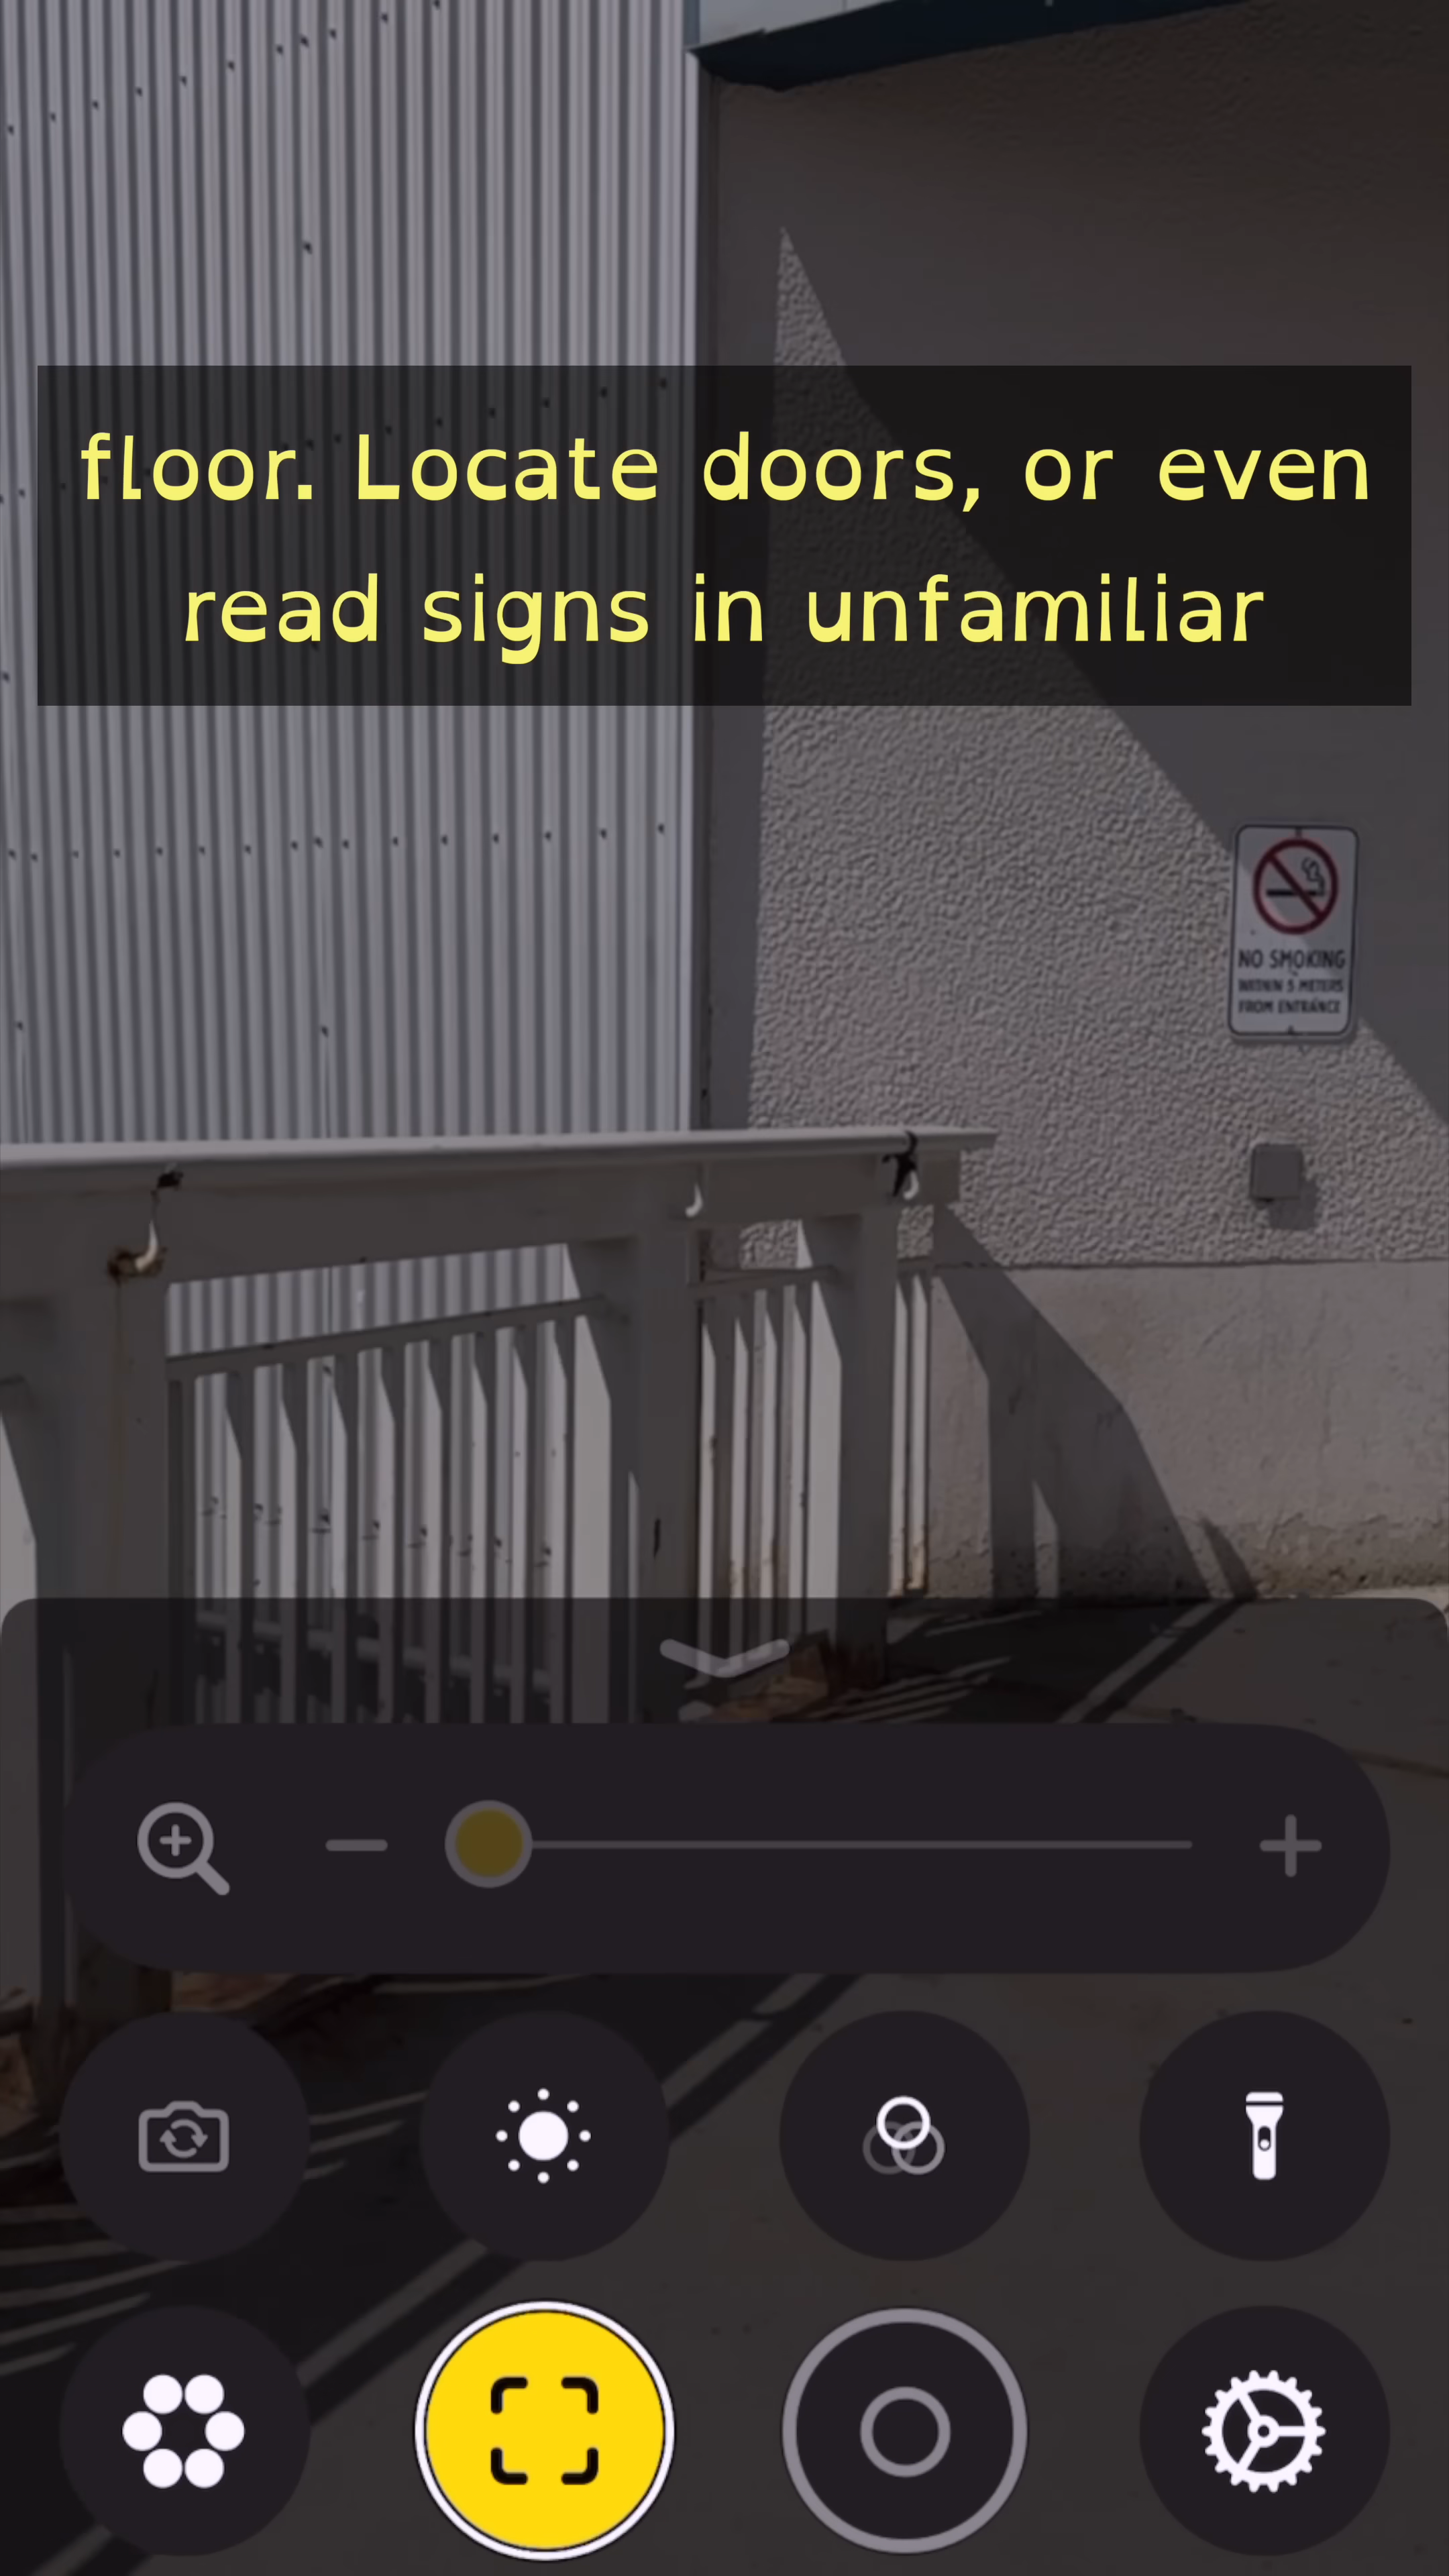 floor. Locate doors, or even
read signs in unfamiliar
NO SMOKING
WITHIN 5 METERS
FROM ENTRANCE